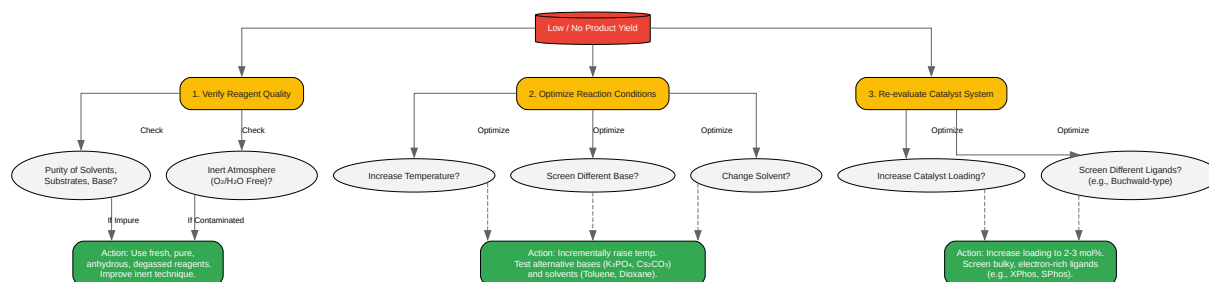 Low / No Product Yield
1. Verify Reagent Quality
2. Optimize Reaction Conditions
3. Re-evaluate Catalyst System
Check
Check
Optimize
Optimize
Optimize
Optimize
Optimize
Purity of Solvents,
Substrates, Base?
Inert Atmosphere
(O₂/H₂O Free)?
Increase Temperature?
Screen Different Base?
Change Solvent?
Increase Catalyst Loading?
Screen Different Ligands?
(e.g., Buchwald-type)
If Impure
If Contaminated
Action: Use fresh, pure,
anhydrous, degassed reagents.
Improve inert technique.
Action: Incrementally raise temp.
Test alternative bases (K₃PO₄, Cs₂CO₃)
and solvents (Toluene, Dioxane).
Action: Increase loading to 2-3 mol%.
Screen bulky, electron-rich ligands
(e.g., XPhos, SPhos).